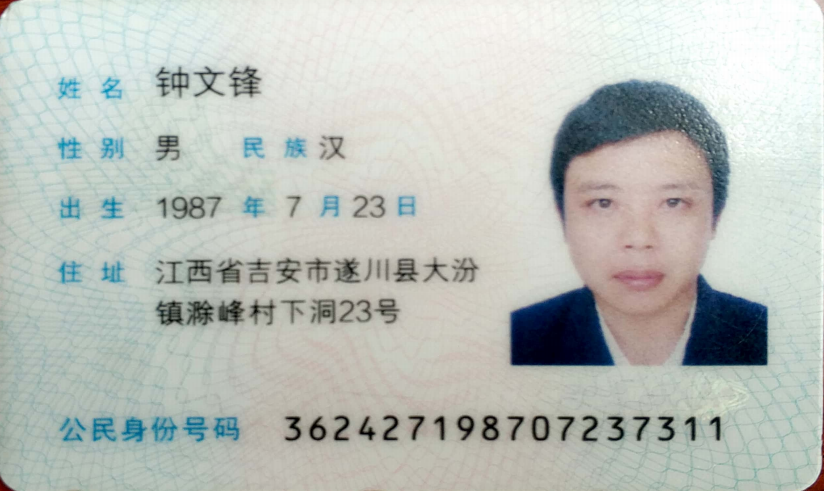 姓名 钟文锋
性别 男 民族 汉
出生 1987 年 7 月 23 日
住址 江西省吉安市遂川县大汾
镇滁峰村下洞23号
公民身份号码 362427198707237311